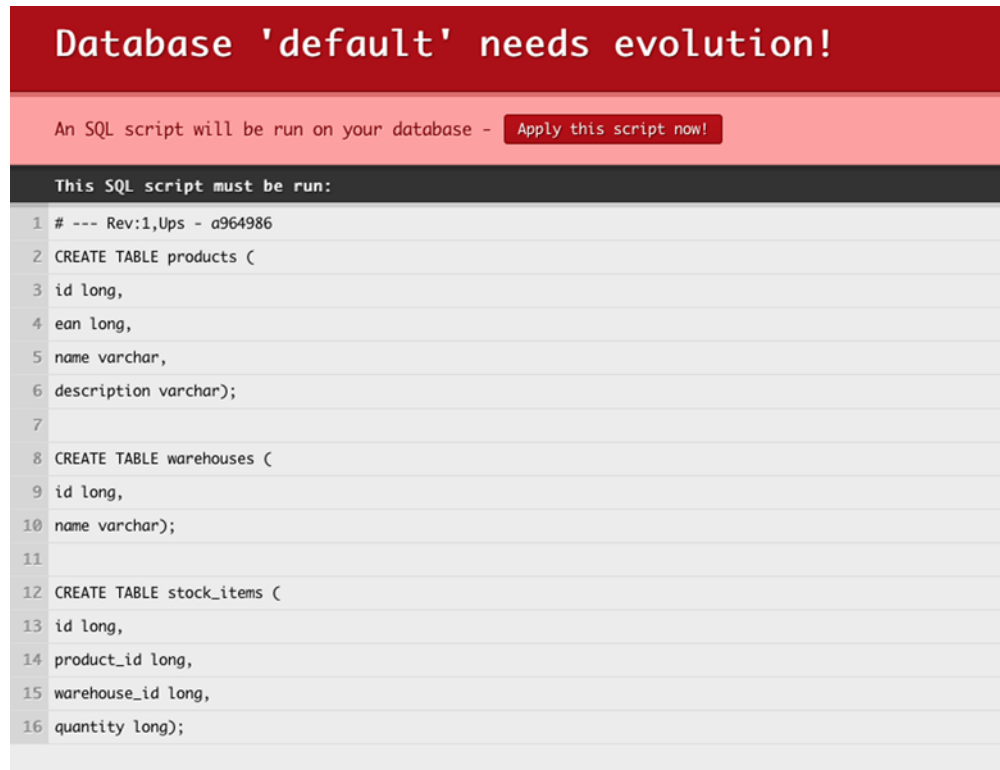 Database 'default' needs evolution!
An SQL script will be run on your database - Apply this script now!
This SQL script must be run:
1 # --- Rev:1,Ups - a964986
2 CREATE TABLE products (
3 id long,
4 ean long,
5 name varchar,
6 description varchar);
7
8 CREATE TABLE warehouses (
9 id long,
10 name varchar);
11
12 CREATE TABLE stock_items (
13 id long,
14 product_id long,
15 warehouse_id long,
16 quantity long);